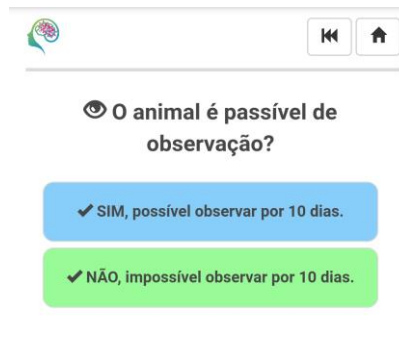 O animal é passível de
observação?
SIM, possível observar por 10 dias.
NÃO, impossível observar por 10 dias.